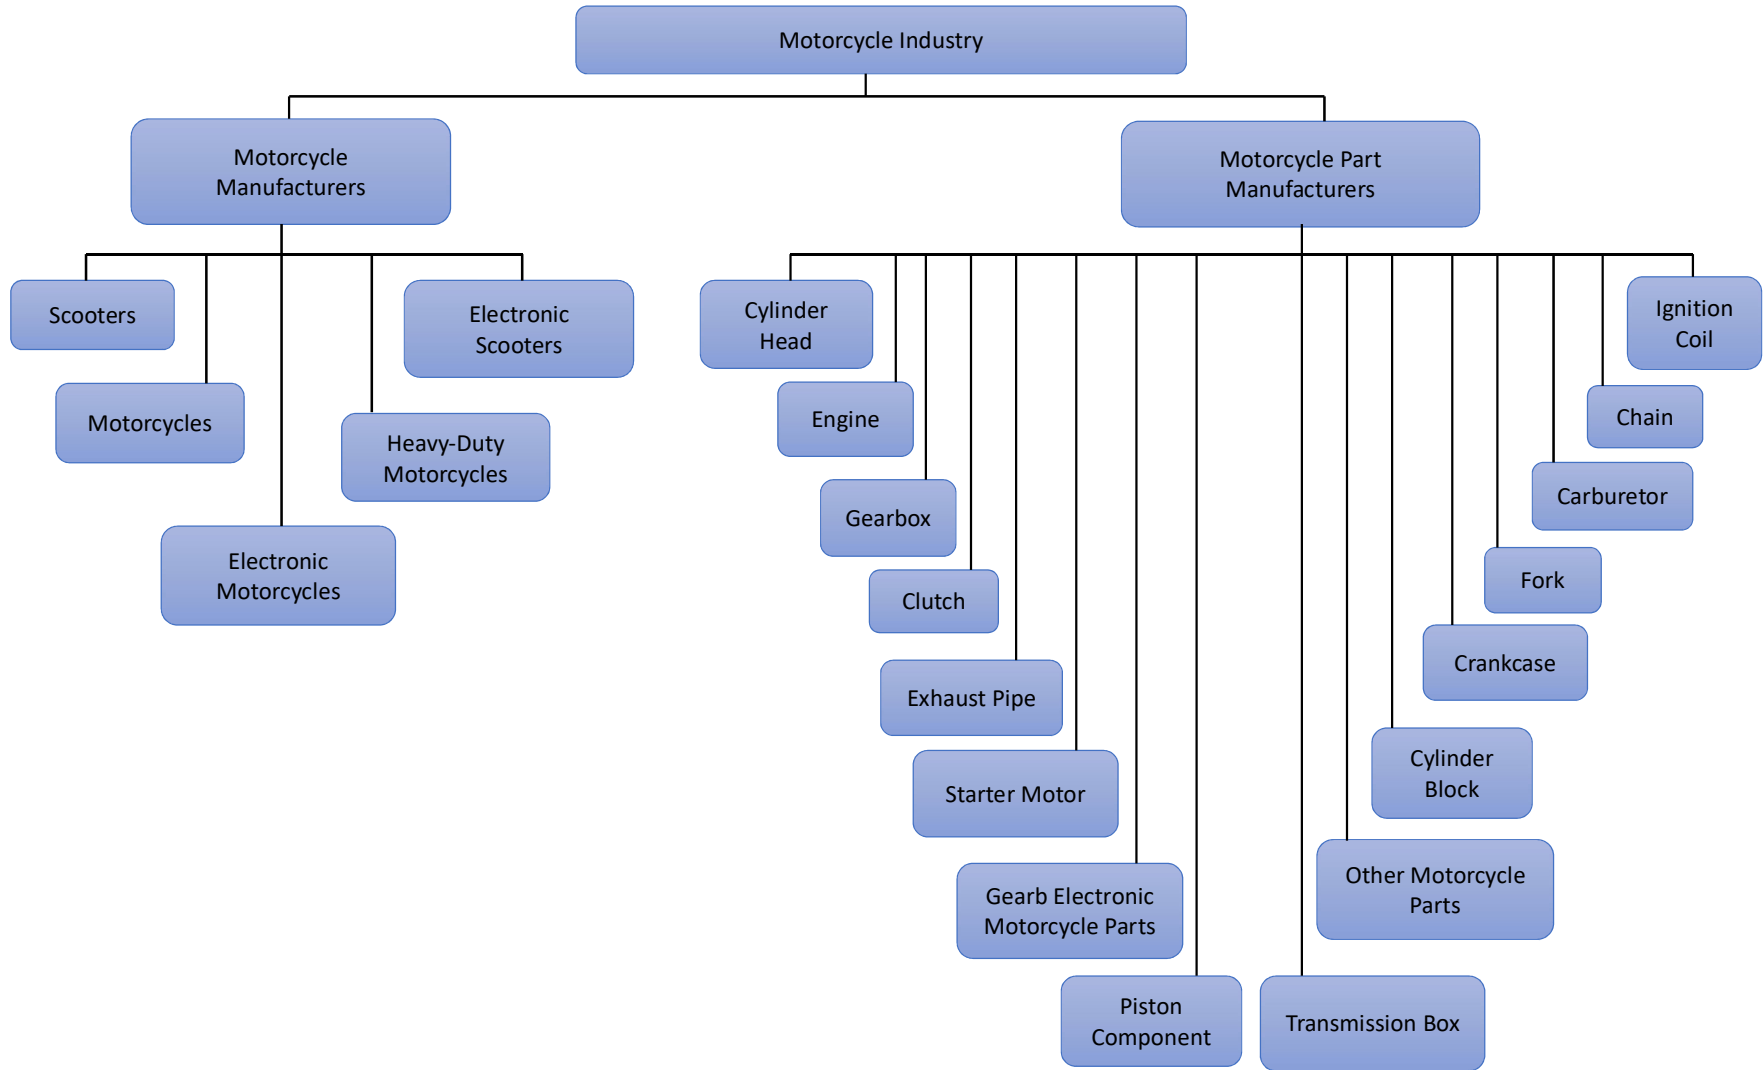 Motorcycle Industry
Motorcycle
Manufacturers
Motorcycle Part
Manufacturers
Scooters
Motorcycles
Electronic
Motorcycles
Heavy-Duty
Motorcycles
Electronic
Scooters
Cylinder
Head
Engine
Gearbox
Clutch
Exhaust Pipe
Starter Motor
Gearb Electronic
Motorcycle Parts
Piston
Component
Transmission Box
Other Motorcycle
Parts
Cylinder
Block
Crankcase
Fork
Carburetor
Chain
Ignition
Coil